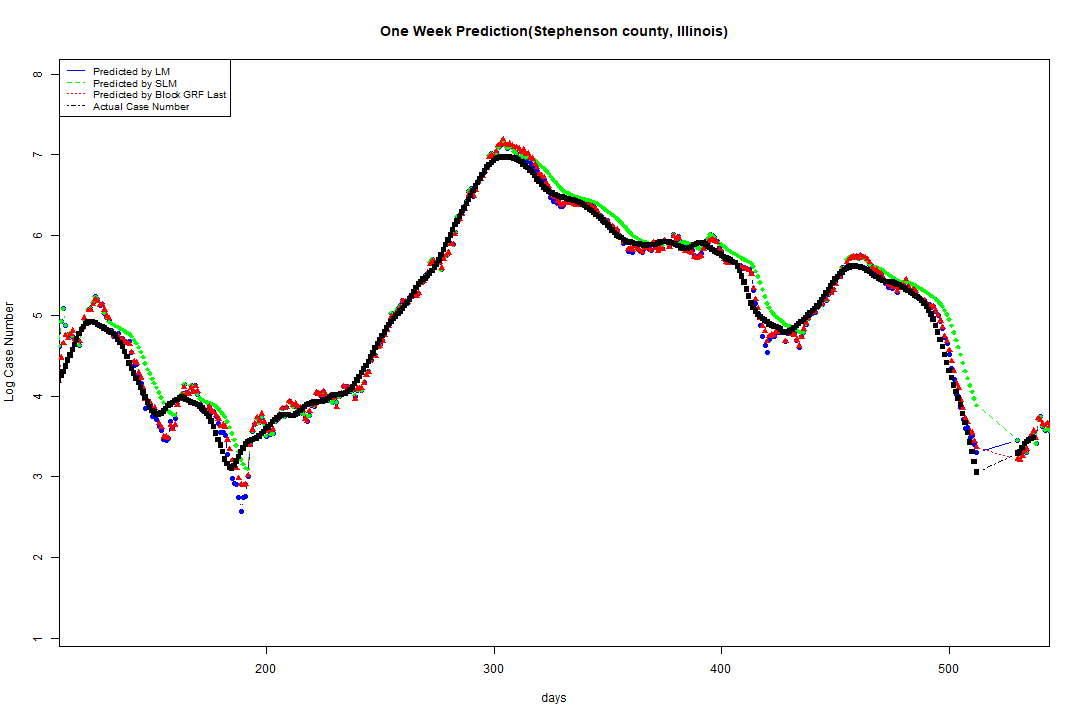 One Week Prediction(Stephenson county, Illinois)
Predicted by LM
Predicted by SLM
Predicted by Block GRF Last
Actual Case Number
8
7
6
5
4
3
2
1
Log Case Number
200 300 400 500
days